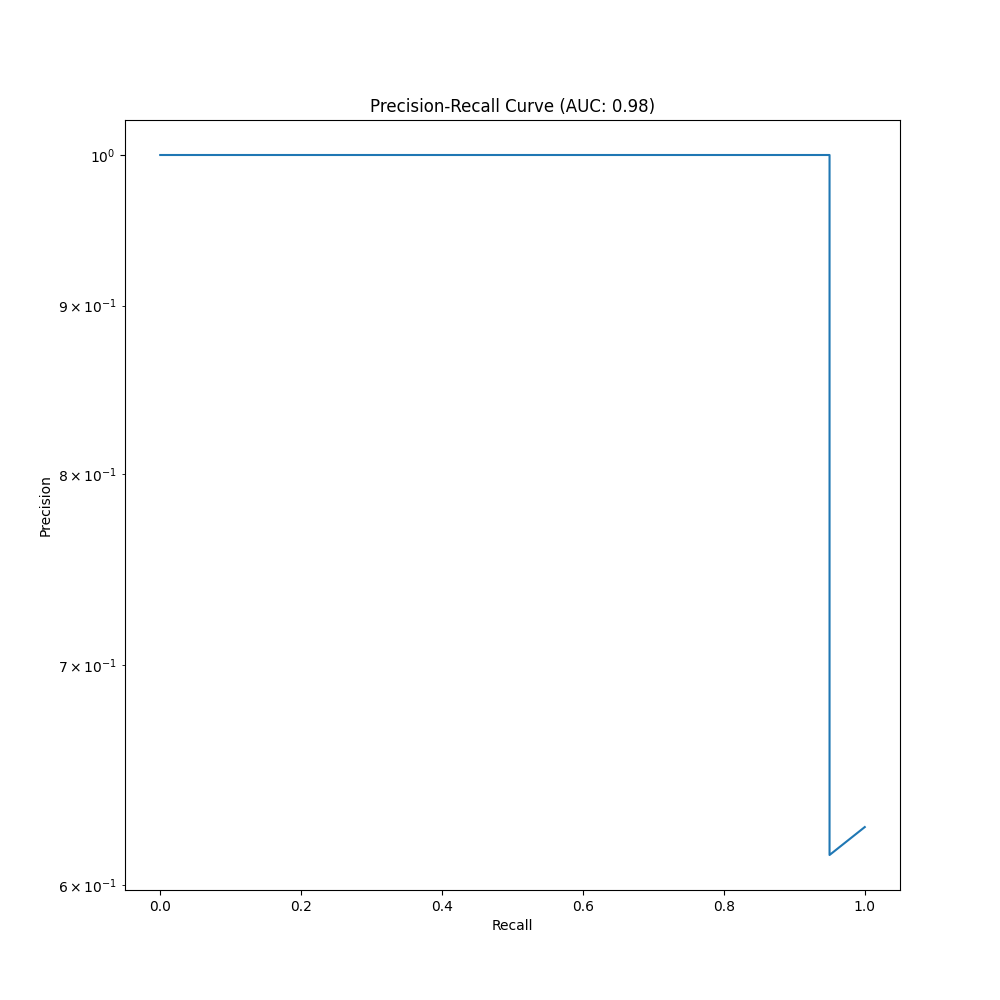 Precision-Recall Curve (AUC: 0.98)
10⁰
9 × 10⁻¹
8 × 10⁻¹
7 × 10⁻¹
6 × 10⁻¹
Precision
0.0 0.2 0.4 0.6 0.8 1.0
Recall